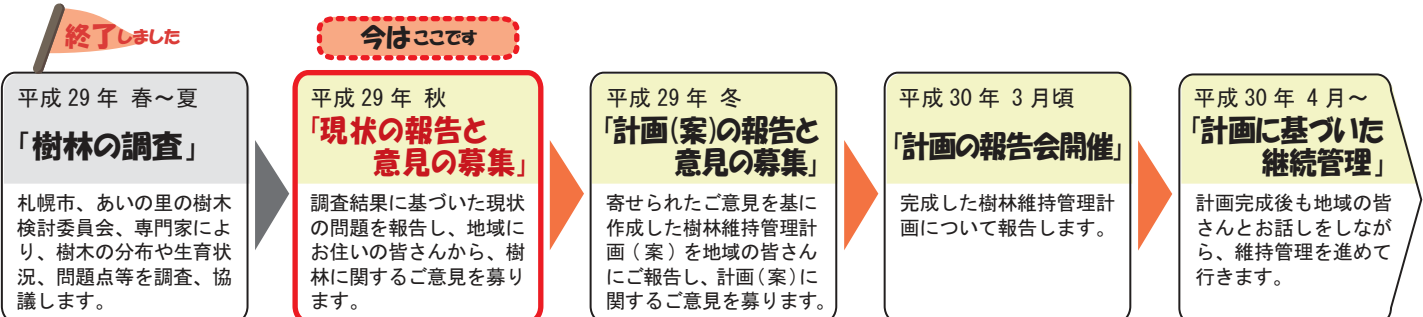 終了しました
今はここです
平成 29 年 春～夏
「樹林の調査」
札幌市、あいの里の樹木
検討委員会、専門家によ
り、樹木の分布や生育状
況、問題点等を調査、協
議します。
平成 29 年 秋
「現状の報告と
意見の募集」
調査結果に基づいた現状
の問題を報告し、地域に
お住いの皆さんから、樹
林に関するご意見を募り
ます。
平成 29 年 冬
「計画(案)の報告と
意見の募集」
寄せられたご意見を基に
作成した樹林維持管理計
画（案）を地域の皆さん
にご報告し、計画(案)に
関するご意見を募ります。
平成 30 年 3 月頃
「計画の報告会開催」
完成した樹林維持管理計
画について報告します。
平成 30 年 4 月～
「計画に基づいた
継続管理」
計画完成後も地域の皆
さんとお話しをしなが
ら、維持管理を進めて
行きます。